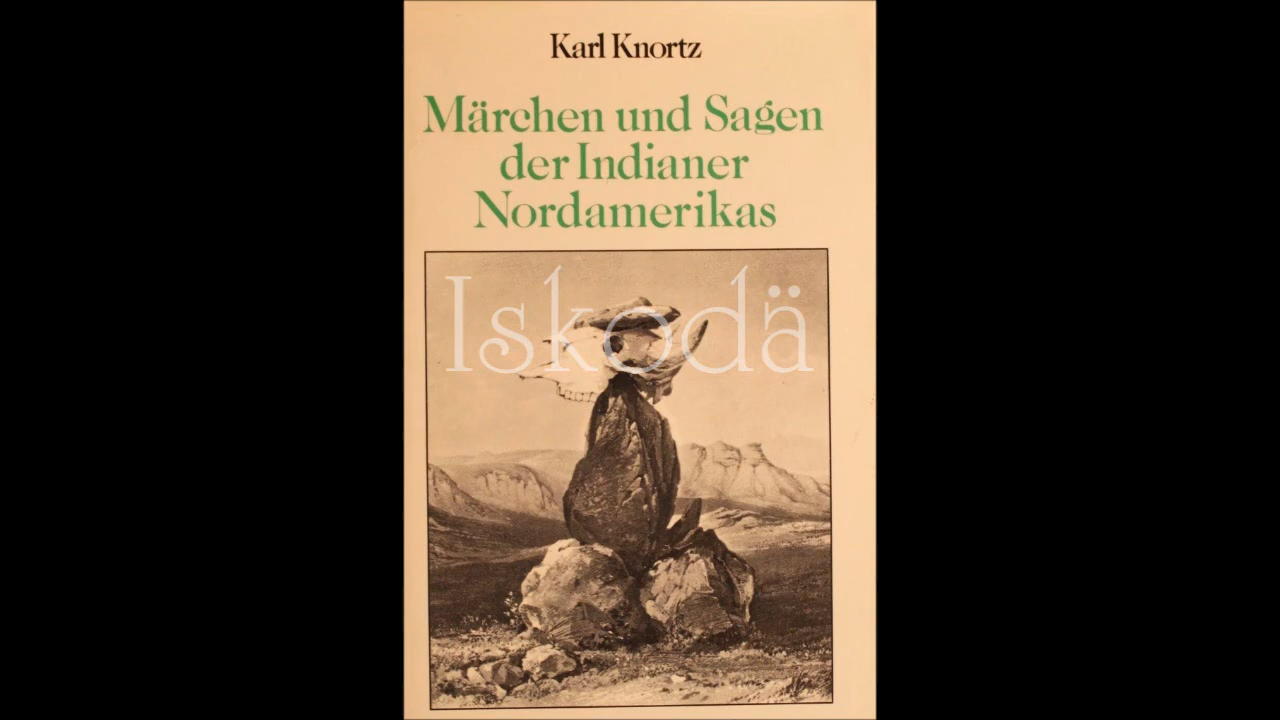 Karl Knortz
Märchen und Sagen
der Indianer
Nordamerikas
Iskodä